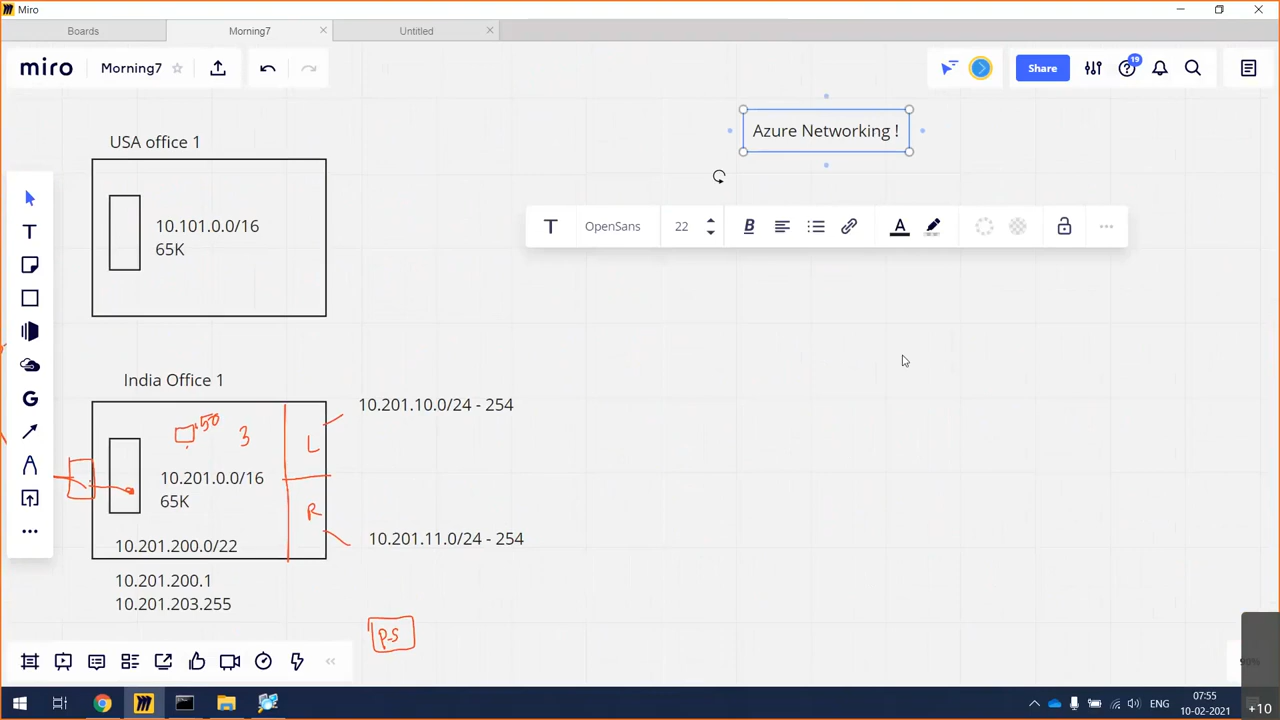 Miro
Boards
Morning7
Untitled
miro
Morning7
Share
19
Azure Networking !
USA office 1
OpenSans
22
B
A
10.101.0.0/16
65K
India Office 1
10.201.10.0/24 - 254
50
3
L
10.201.0.0/16
65K
R
10.201.11.0/24 - 254
10.201.200.0/22
10.201.200.1
10.201.203.255
P-S
90%
07:55
ENG
10-02-2021
+10